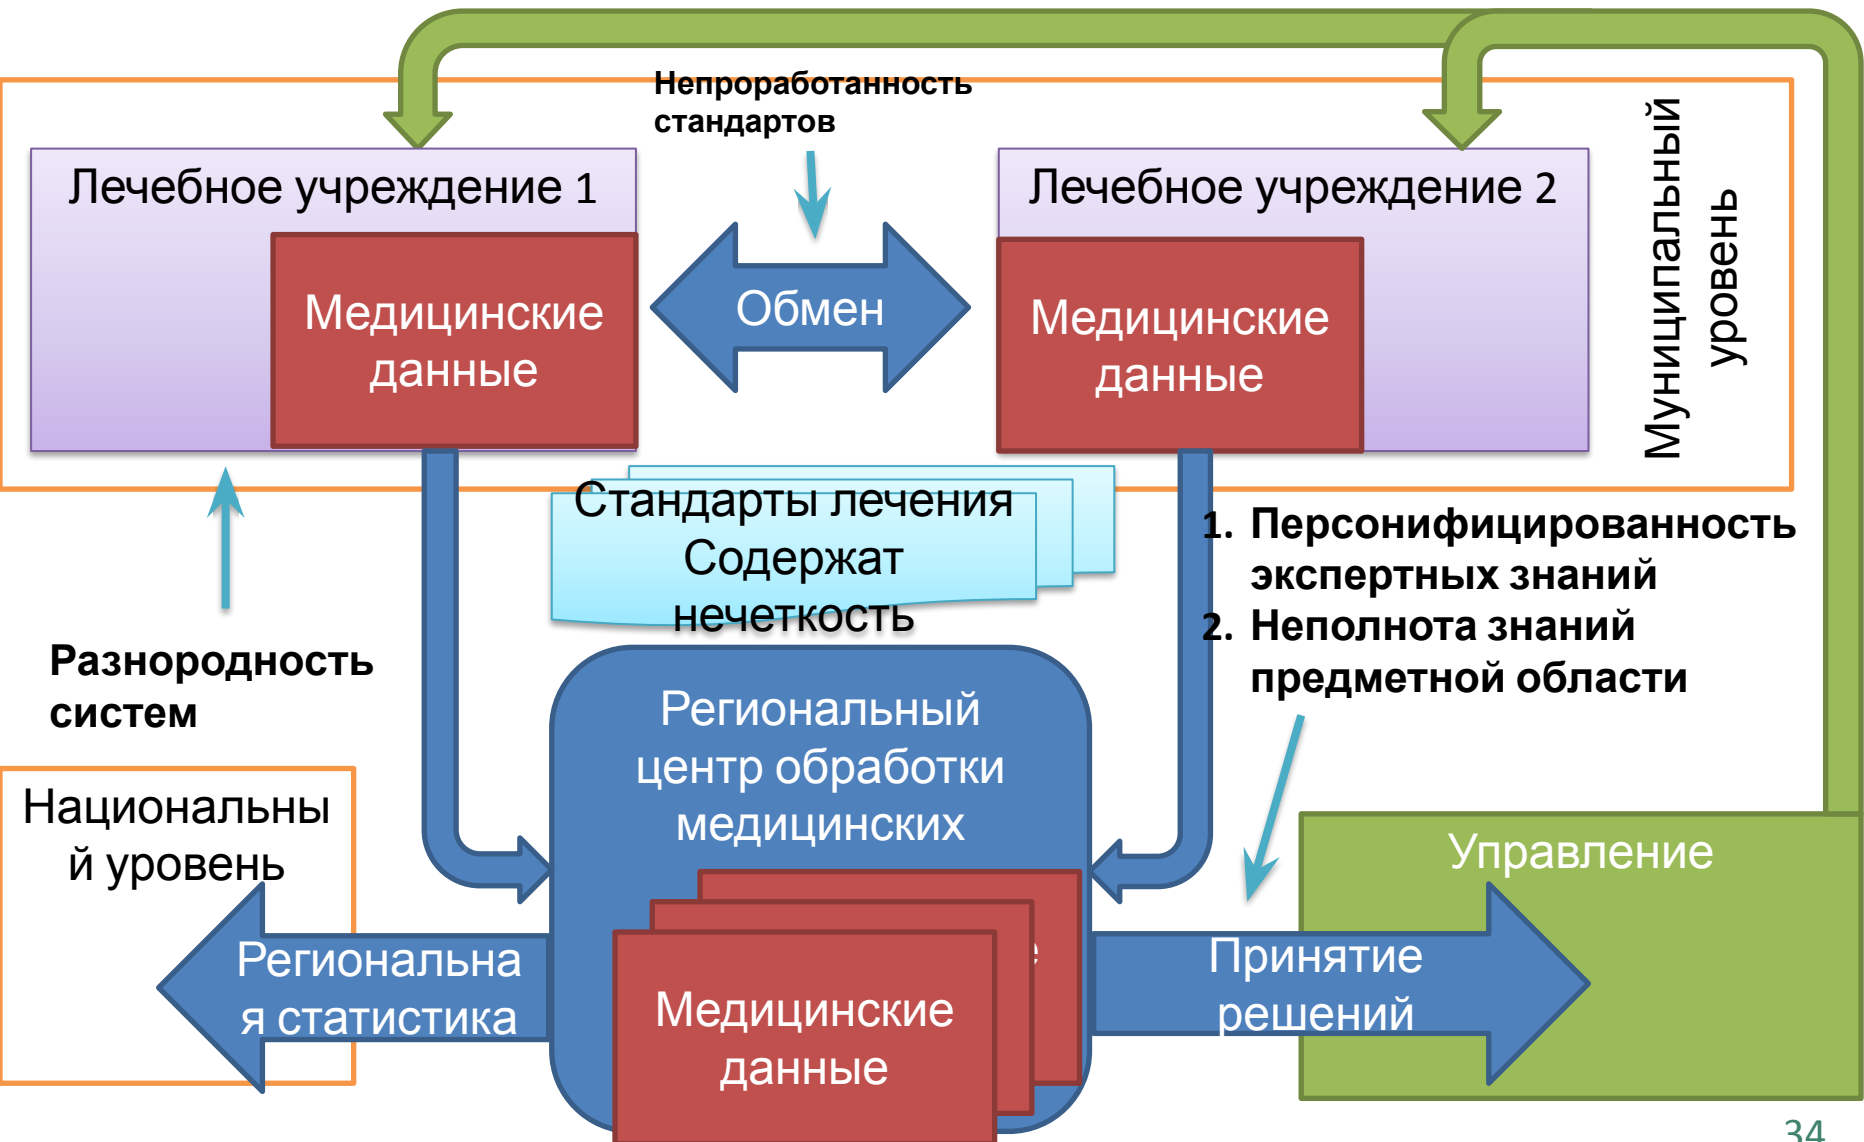 Непроработанность
стандартов
Лечебное учреждение 1
Лечебное учреждение 2
Муниципальный
уровень
Медицинские
данные
Обмен
Медицинские
данные
Стандарты лечения
Содержат
нечеткость
1. Персонифицированность
экспертных знаний
2. Неполнота знаний
предметной области
Разнородность
систем
Региональный
центр обработки
медицинских
Национальны
й уровень
Управление
Региональна
я статистика
Медицинские
данные
Принятие
решений
34